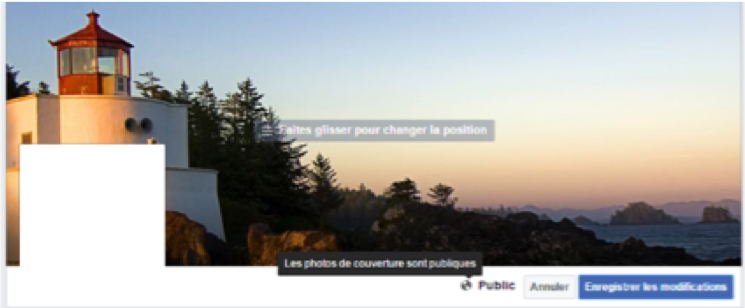 Faites glisser pour changer la position
Les photos de couverture sont publiques
Public
Annuler
Enregistrer les modifications